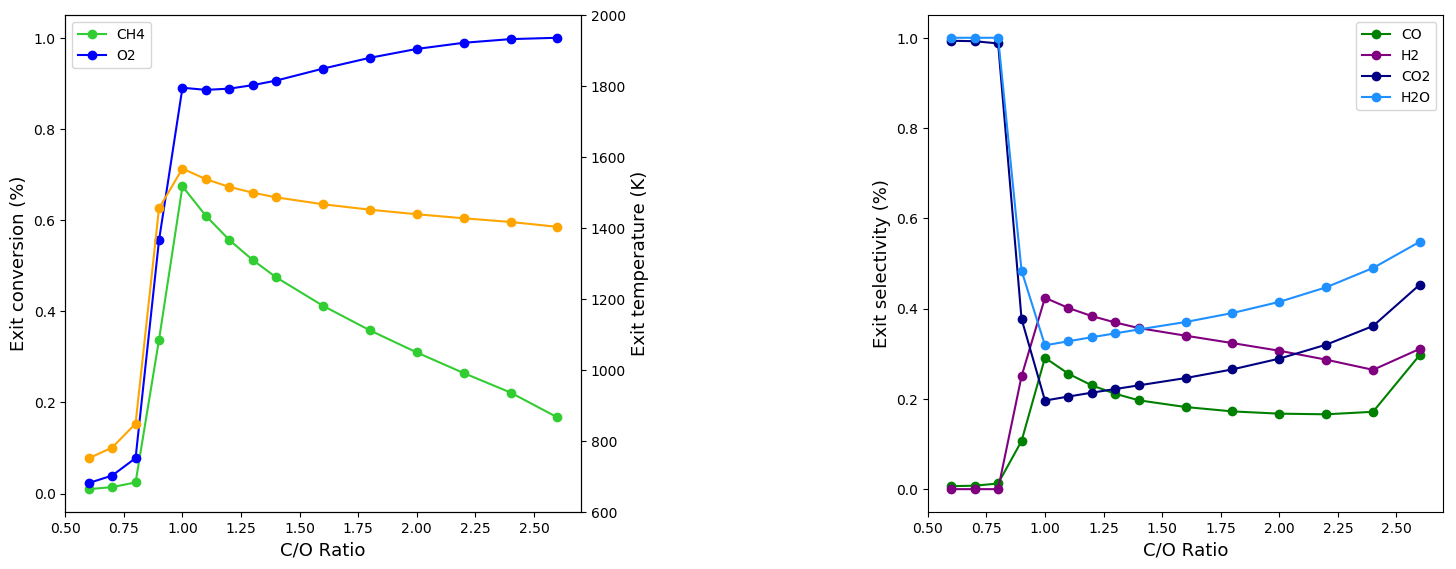 CH4
O2
1.0
0.8
0.6
0.4
0.2
0.0
Exit conversion (%)
0.50 0.75 1.00 1.25 1.50 1.75 2.00 2.25 2.50
C/O Ratio
2000
1800
1600
1400
1200
1000
800
600
Exit temperature (K)
CO
H2
CO2
H2O
1.0
0.8
0.6
0.4
0.2
0.0
Exit selectivity (%)
0.50 0.75 1.00 1.25 1.50 1.75 2.00 2.25 2.50
C/O Ratio